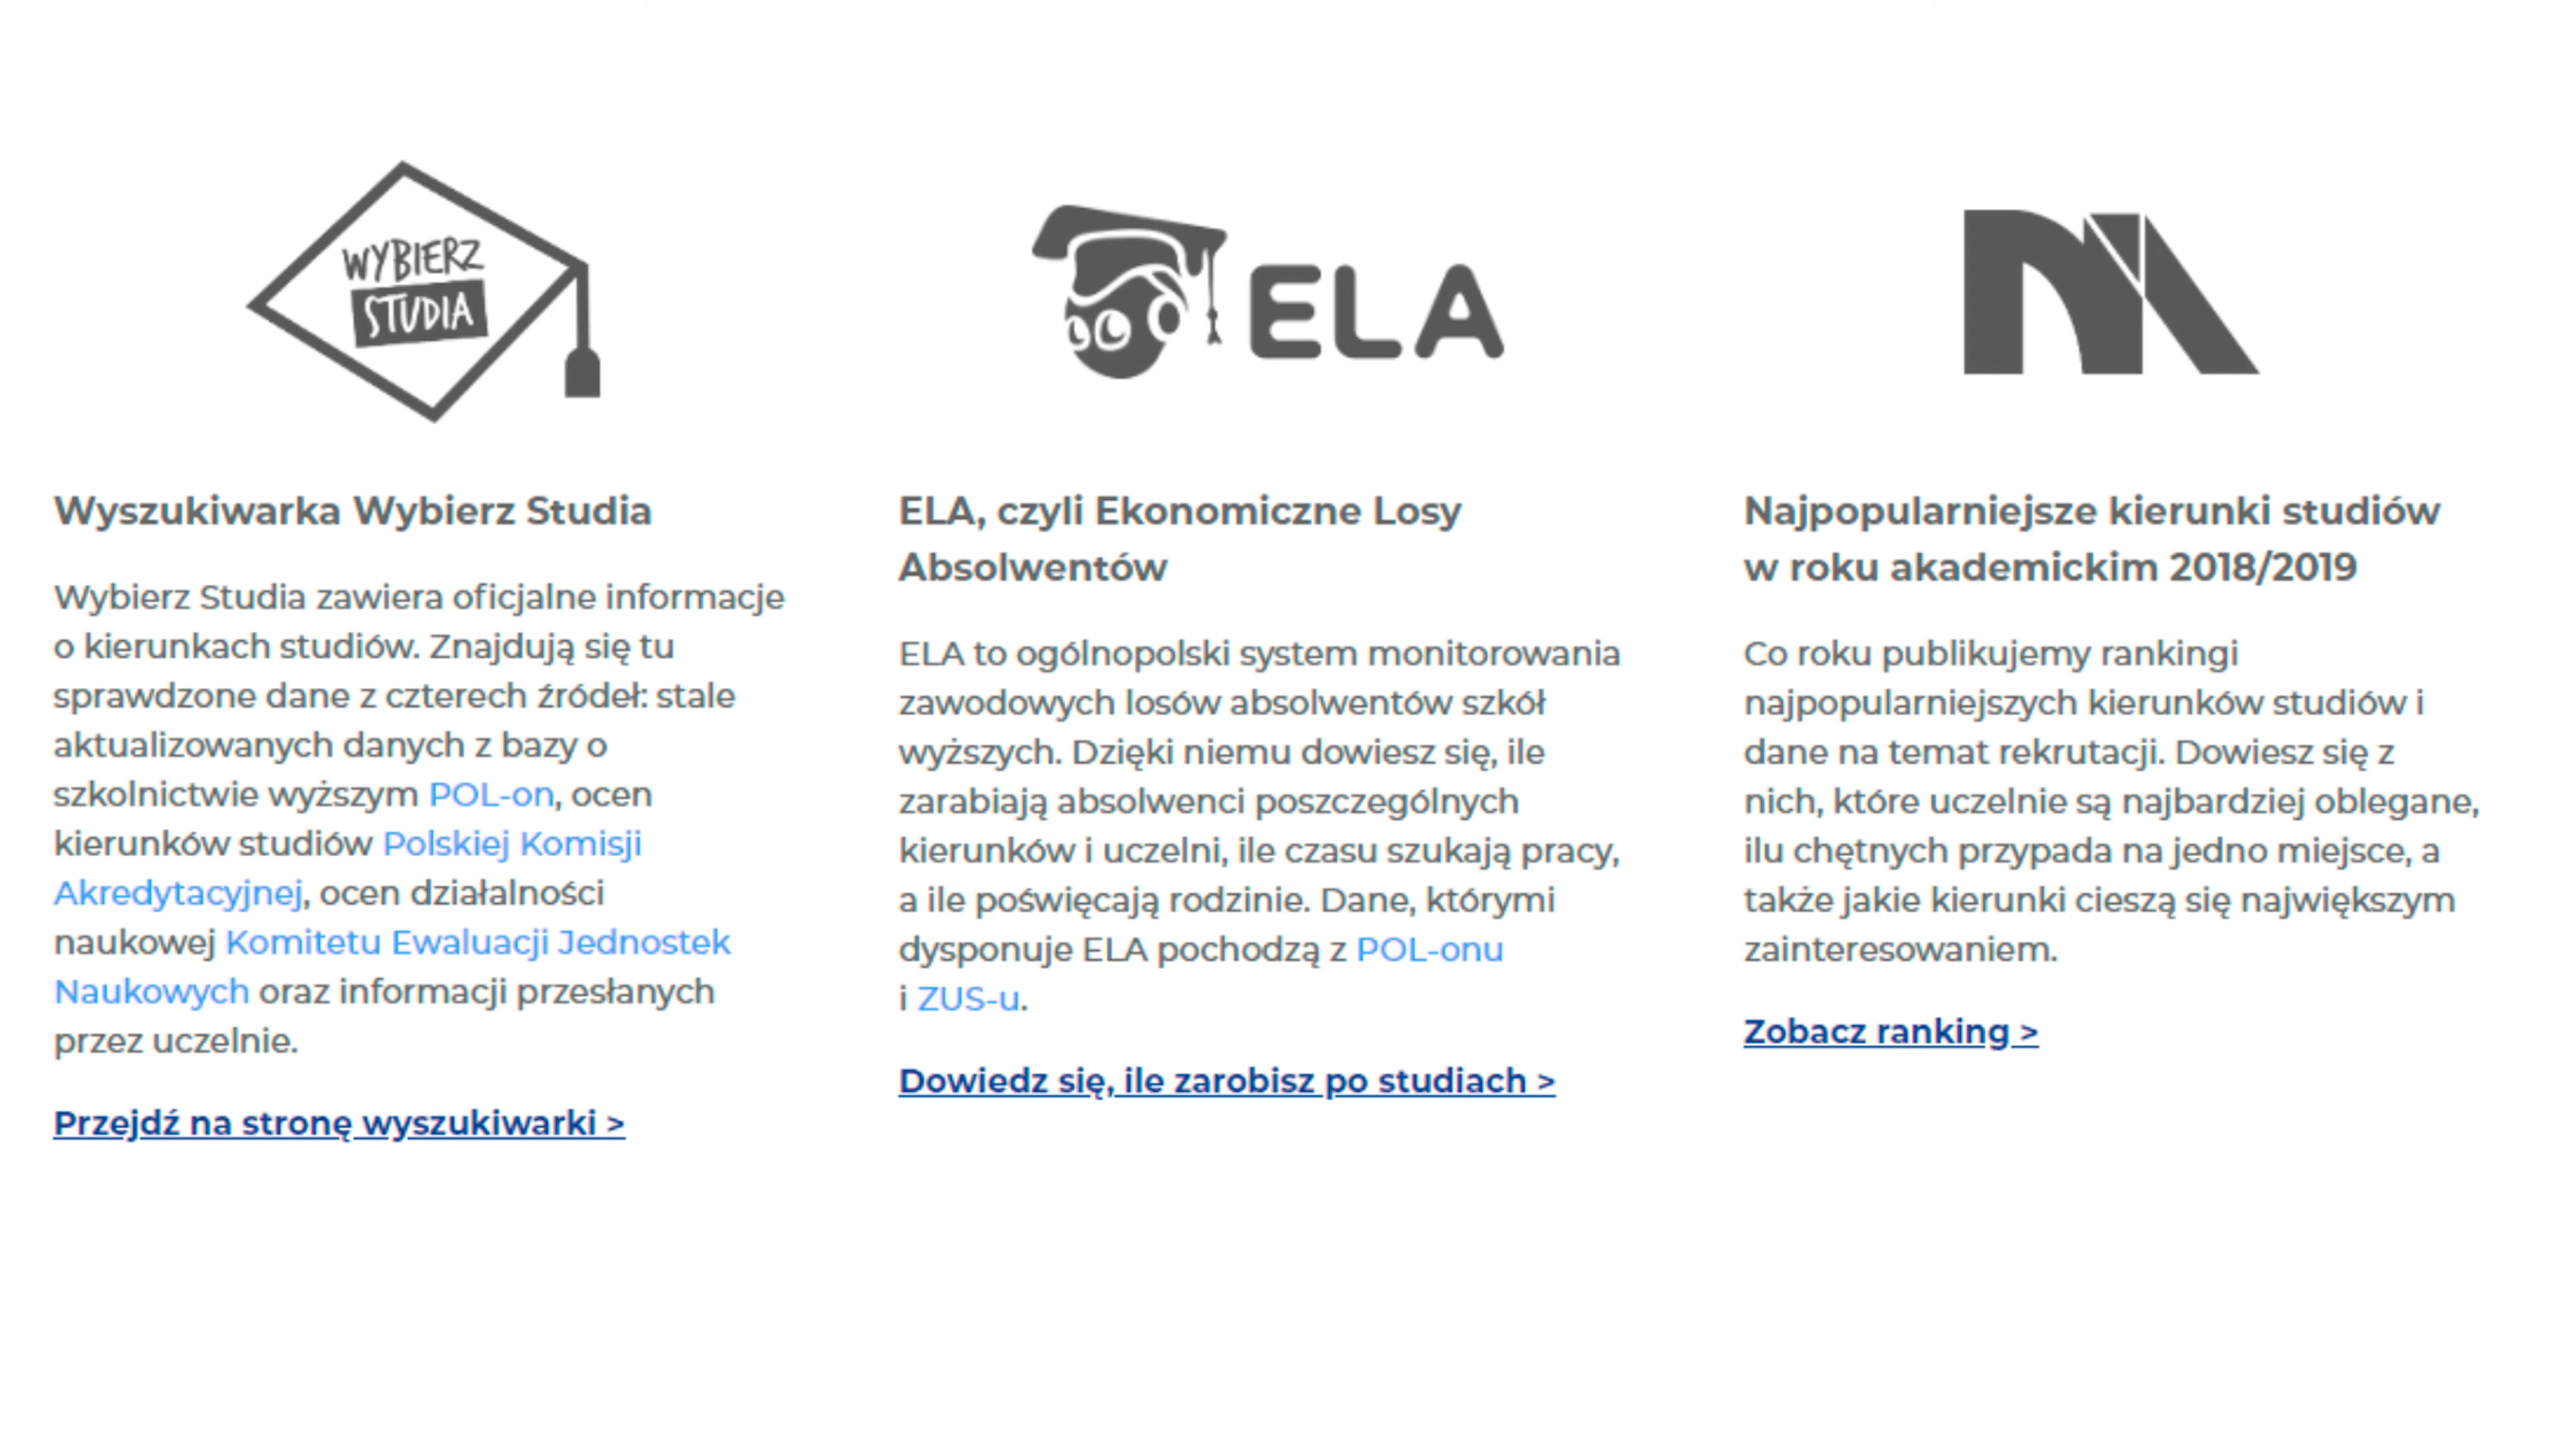 WYBIERZ
STUDIA
Wyszukiwarka Wybierz Studia
Wybierz Studia zawiera oficjalne informacje
o kierunkach studiów. Znajdują się tu
sprawdzone dane z czterech źródeł: stale
aktualizowanych danych z bazy o
szkolnictwie wyższym POL-on, ocen
kierunków studiów Polskiej Komisji
Akredytacyjnej, ocen działalności
naukowej Komitetu Ewaluacji Jednostek
Naukowych oraz informacji przesłanych
przez uczelnie.
Przejdź na stronę wyszukiwarki >
ELA
ELA, czyli Ekonomiczne Losy
Absolwentów
ELA to ogólnopolski system monitorowania
zawodowych losów absolwentów szkół
wyższych. Dzięki niemu dowiesz się, ile
zarabiają absolwenci poszczególnych
kierunków i uczelni, ile czasu szukają pracy,
a ile poświęcają rodzinie. Dane, którymi
dysponuje ELA pochodzą z POL-onu
i ZUS-u.
Dowiedz się, ile zarobisz po studiach >
Najpopularniejsze kierunki studiów
w roku akademickim 2018/2019
Co roku publikujemy rankingi
najpopularniejszych kierunków studiów i
dane na temat rekrutacji. Dowiesz się z
nich, które uczelnie są najbardziej oblegane,
ilu chętnych przypada na jedno miejsce, a
także jakie kierunki cieszą się największym
zainteresowaniem.
Zobacz ranking >